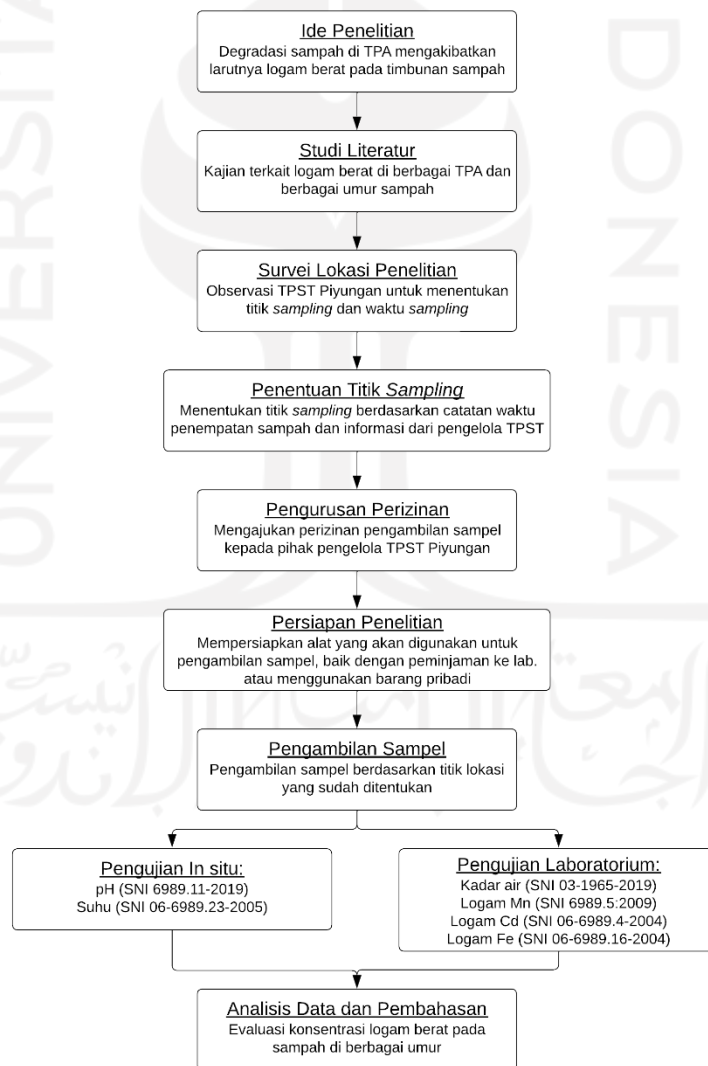 Ide Penelitian
Degradasi sampah di TPA mengakibatkan
larutnya logam berat pada timbunan sampah
Studi Literatur
Kajian terkait logam berat di berbagai TPA dan
berbagai umur sampah
Survei Lokasi Penelitian
Observasi TPST Piyungan untuk menentukan
titik sampling dan waktu sampling
Penentuan Titik Sampling
Menentukan titik sampling berdasarkan catatan waktu
penempatan sampah dan informasi dari pengelola TPST
Pengurusan Perizinan
Mengajukan perizinan pengambilan sampel
kepada pihak pengelola TPST Piyungan
Persiapan Penelitian
Mempersiapkan alat yang akan digunakan untuk
pengambilan sampel, baik dengan peminjaman ke lab.
atau menggunakan barang pribadi
Pengambilan Sampel
Pengambilan sampel berdasarkan titik lokasi
yang sudah ditentukan
Pengujian In situ:
pH (SNI 6989.11-2019)
Suhu (SNI 06-6989.23-2005)
Pengujian Laboratorium:
Kadar air (SNI 03-1965-2019)
Logam Mn (SNI 6989.5:2009)
Logam Cd (SNI 06-6989.4-2004)
Logam Fe (SNI 06-6989.16-2004)
Analisis Data dan Pembahasan
Evaluasi konsentrasi logam berat pada
sampah di berbagai umur